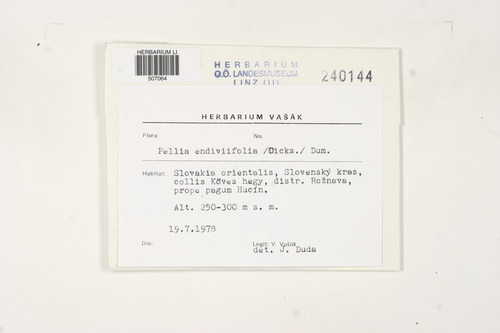 HERBARIUM LI
507064
HERBARIUM
O.Ö. LANDESMUSEUM
LINZ (LI)
240144
HERBARIUM VAŠÁK
Flora No.
Pellia endiviifolia /Dicks./ Dum.
Habitat: Slovakia orientalis, Slovenský kras,
collis Köves hegy, distr. Rožnava,
prope pagum Hucín.
Alt. 250-300 m s. m.
19.7.1978
Die: Legit: V. Vašák
det. J. Duda